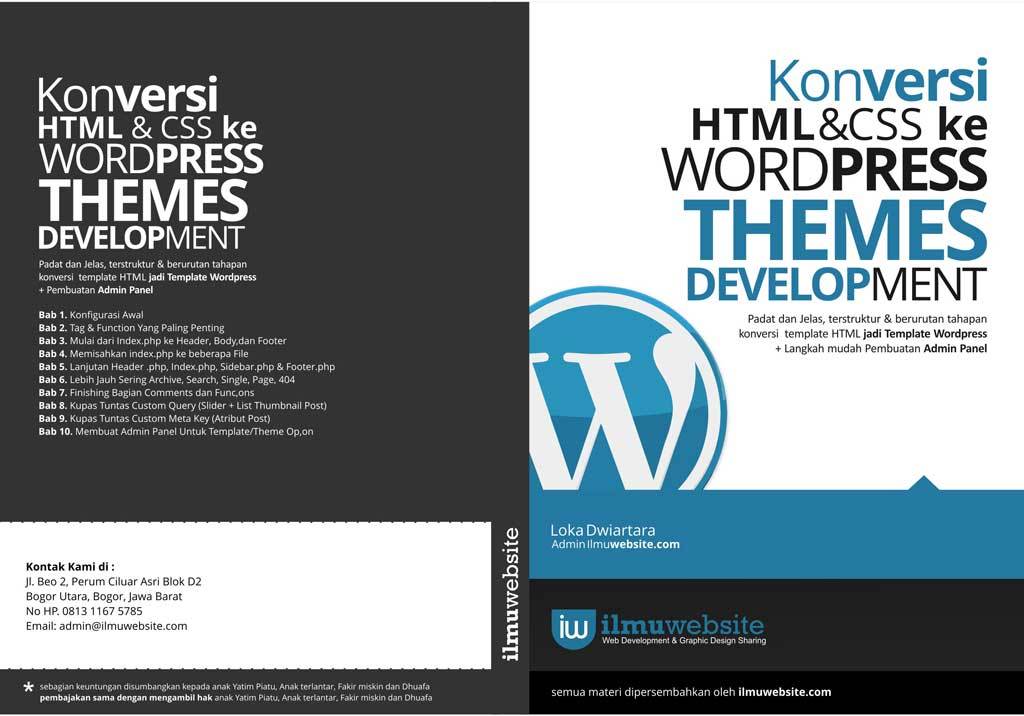 Konversi
HTML & CSS ke
WORDPRESS
THEMES
DEVELOPMENT
Padat dan Jelas, terstruktur & berurutan tahapan
konversi template HTML jadi Template Wordpress
+ Pembuatan Admin Panel
Bab 1. Konfigurasi Awal
Bab 2. Tag & Function Yang Paling Penting
Bab 3. Mulai dari Index.php ke Header, Body,dan Footer
Bab 4. Memisahkan index.php ke beberapa File
Bab 5. Lanjutan Header .php, Index.php, Sidebar.php & Footer.php
Bab 6. Lebih Jauh Sering Archive, Search, Single, Page, 404
Bab 7. Finishing Bagian Comments dan Func,ons
Bab 8. Kupas Tuntas Custom Query (Slider + List Thumbnail Post)
Bab 9. Kupas Tuntas Custom Meta Key (Atribut Post)
Bab 10. Membuat Admin Panel Untuk Template/Theme Op,on
Kontak Kami di :
Jl. Beo 2, Perum Ciluar Asri Blok D2
Bogor Utara, Bogor, Jawa Barat
No HP. 0813 1167 5785
Email: admin@ilmuwebsite.com
* sebagian keuntungan disumbangkan kepada anak Yatim Piatu, Anak terlantar, Fakir miskin dan Dhuafa
pembajakan sama dengan mengambil hak anak Yatim Piatu, Anak terlantar, Fakir miskin dan Dhuafa
ilmuwebsite
Konversi
HTML&CSS ke
WORDPRESS
THEMES
DEVELOPMENT
Padat dan Jelas, terstruktur & berurutan tahapan
konversi template HTML jadi Template Wordpress
+ Langkah mudah Pembuatan Admin Panel
W
Loka Dwiartara
Admin Ilmuwebsite.com
iw ilmuwebsite
Web Development & Graphic Design Sharing
semua materi dipersembahkan oleh ilmuwebsite.com